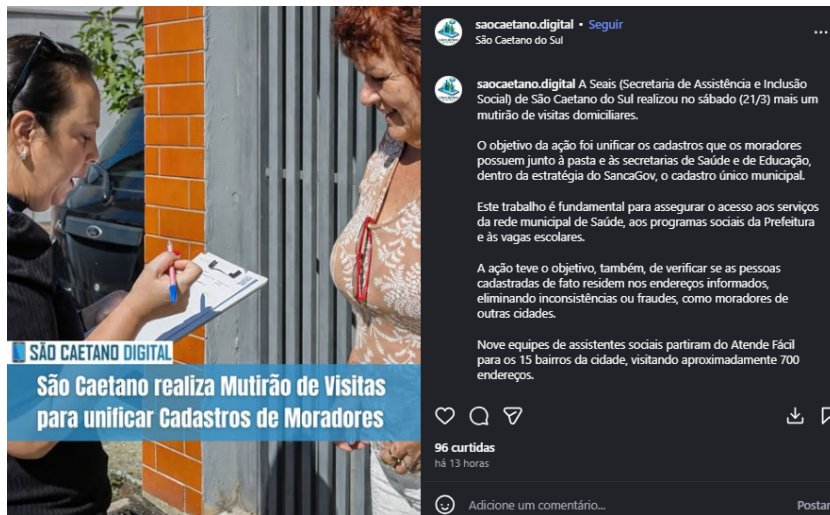 SÃO CAETANO DIGITAL
São Caetano realiza Mutirão de Visitas
para unificar Cadastros de Moradores
saocaetano.digital • Seguir
São Caetano do Sul
saocaetano.digital A Seais (Secretaria de Assistência e Inclusão
Social) de São Caetano do Sul realizou no sábado (21/3) mais um
mutirão de visitas domiciliares.
O objetivo da ação foi unificar os cadastros que os moradores
possuem junto à pasta e às secretarias de Saúde e de Educação,
dentro da estratégia do SancaGov, o cadastro único municipal.
Este trabalho é fundamental para assegurar o acesso aos serviços
da rede municipal de Saúde, aos programas sociais da Prefeitura
e às vagas escolares.
A ação teve o objetivo, também, de verificar se as pessoas
cadastradas de fato residem nos endereços informados,
eliminando inconsistências ou fraudes, como moradores de
outras cidades.
Nove equipes de assistentes sociais partiram do Atende Fácil
para os 15 bairros da cidade, visitando aproximadamente 700
endereços.
96 curtidas
há 13 horas
Adicione um comentário...
Postar